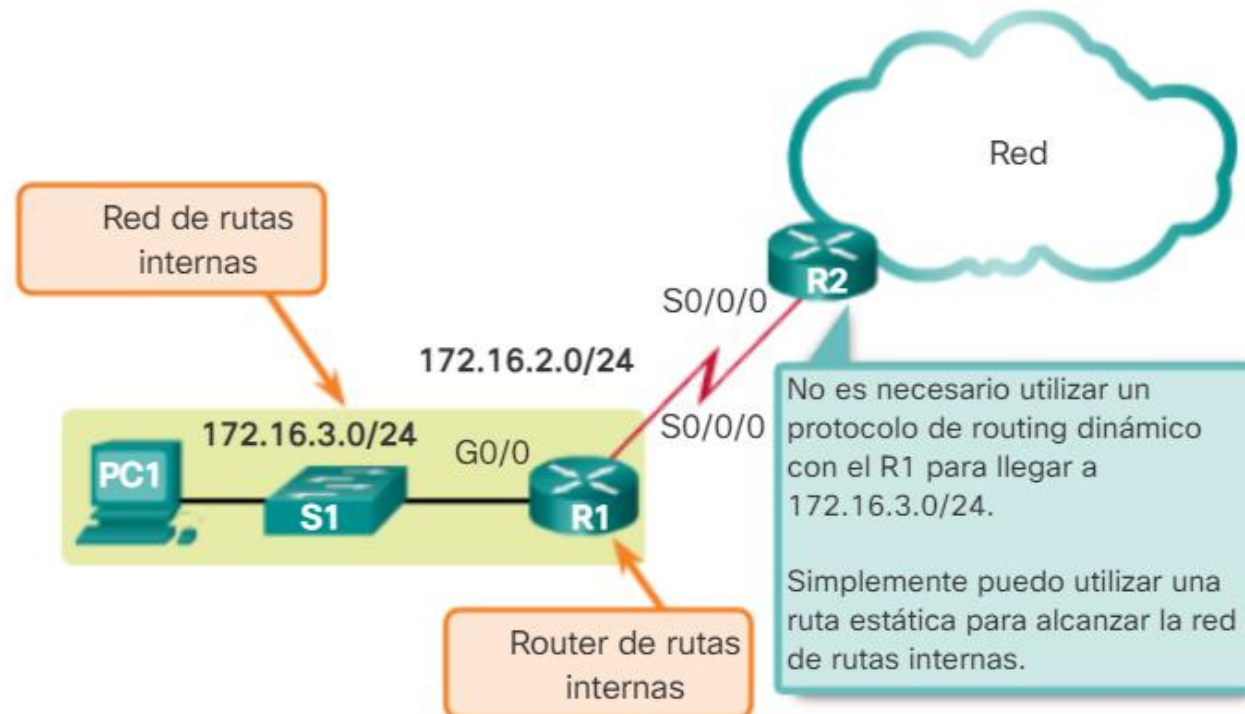 Red
Red de rutas
internas
R2
S0/0/0
172.16.2.0/24
No es necesario utilizar un
protocolo de routing dinámico
con el R1 para llegar a
172.16.3.0/24.
Simplemente puedo utilizar una
ruta estática para alcanzar la red
de rutas internas.
S0/0/0
172.16.3.0/24
G0/0
PC1
S1
R1
Router de rutas
internas